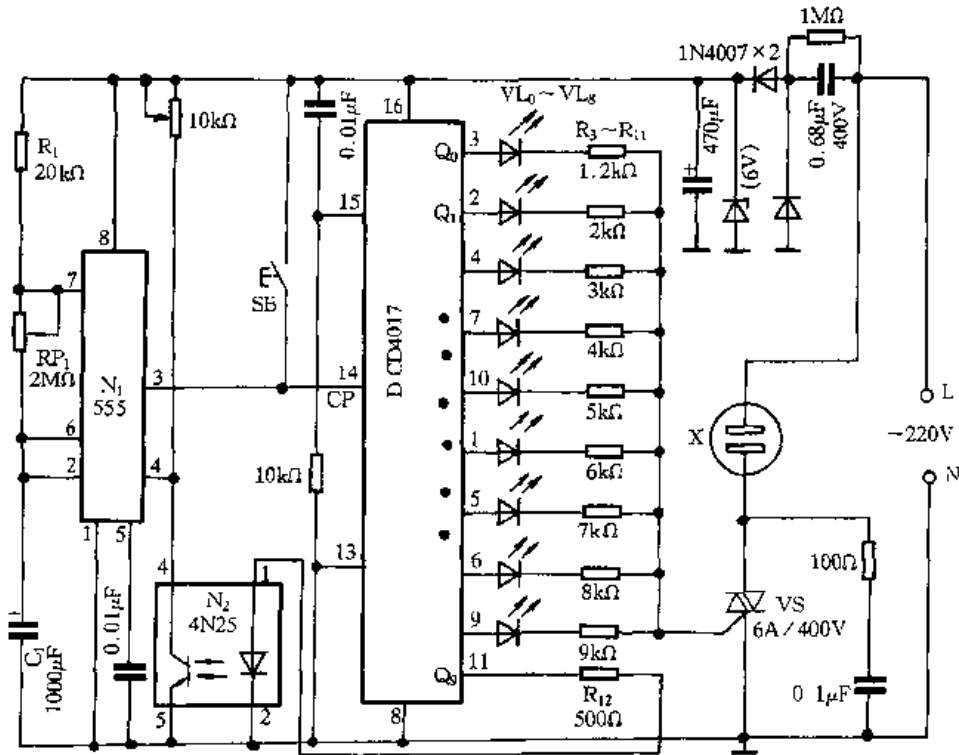 1MΩ
1N4007×2
0.68μF
400V
470μF
(6V)
R₁
20kΩ
10kΩ
0.01μF
16
VL₀~VL₈
R₃~R₁₁
Q₀
3
1.2kΩ
15
Q₁
2
2kΩ
8
4
3kΩ
7
SB
D CD4017
7
4kΩ
RP₁
2MΩ
N₁
555
3
14
CP
10
5kΩ
L
~220V
N
X
6
1
6kΩ
2
4
10kΩ
5
7kΩ
1
5
13
6
8kΩ
100Ω
VS
6A/400V
4
1
N₂
4N25
9
9kΩ
C₁
1000μF
0.01μF
Q₉
11
R₁₂
500Ω
0 1μF
5
2
8